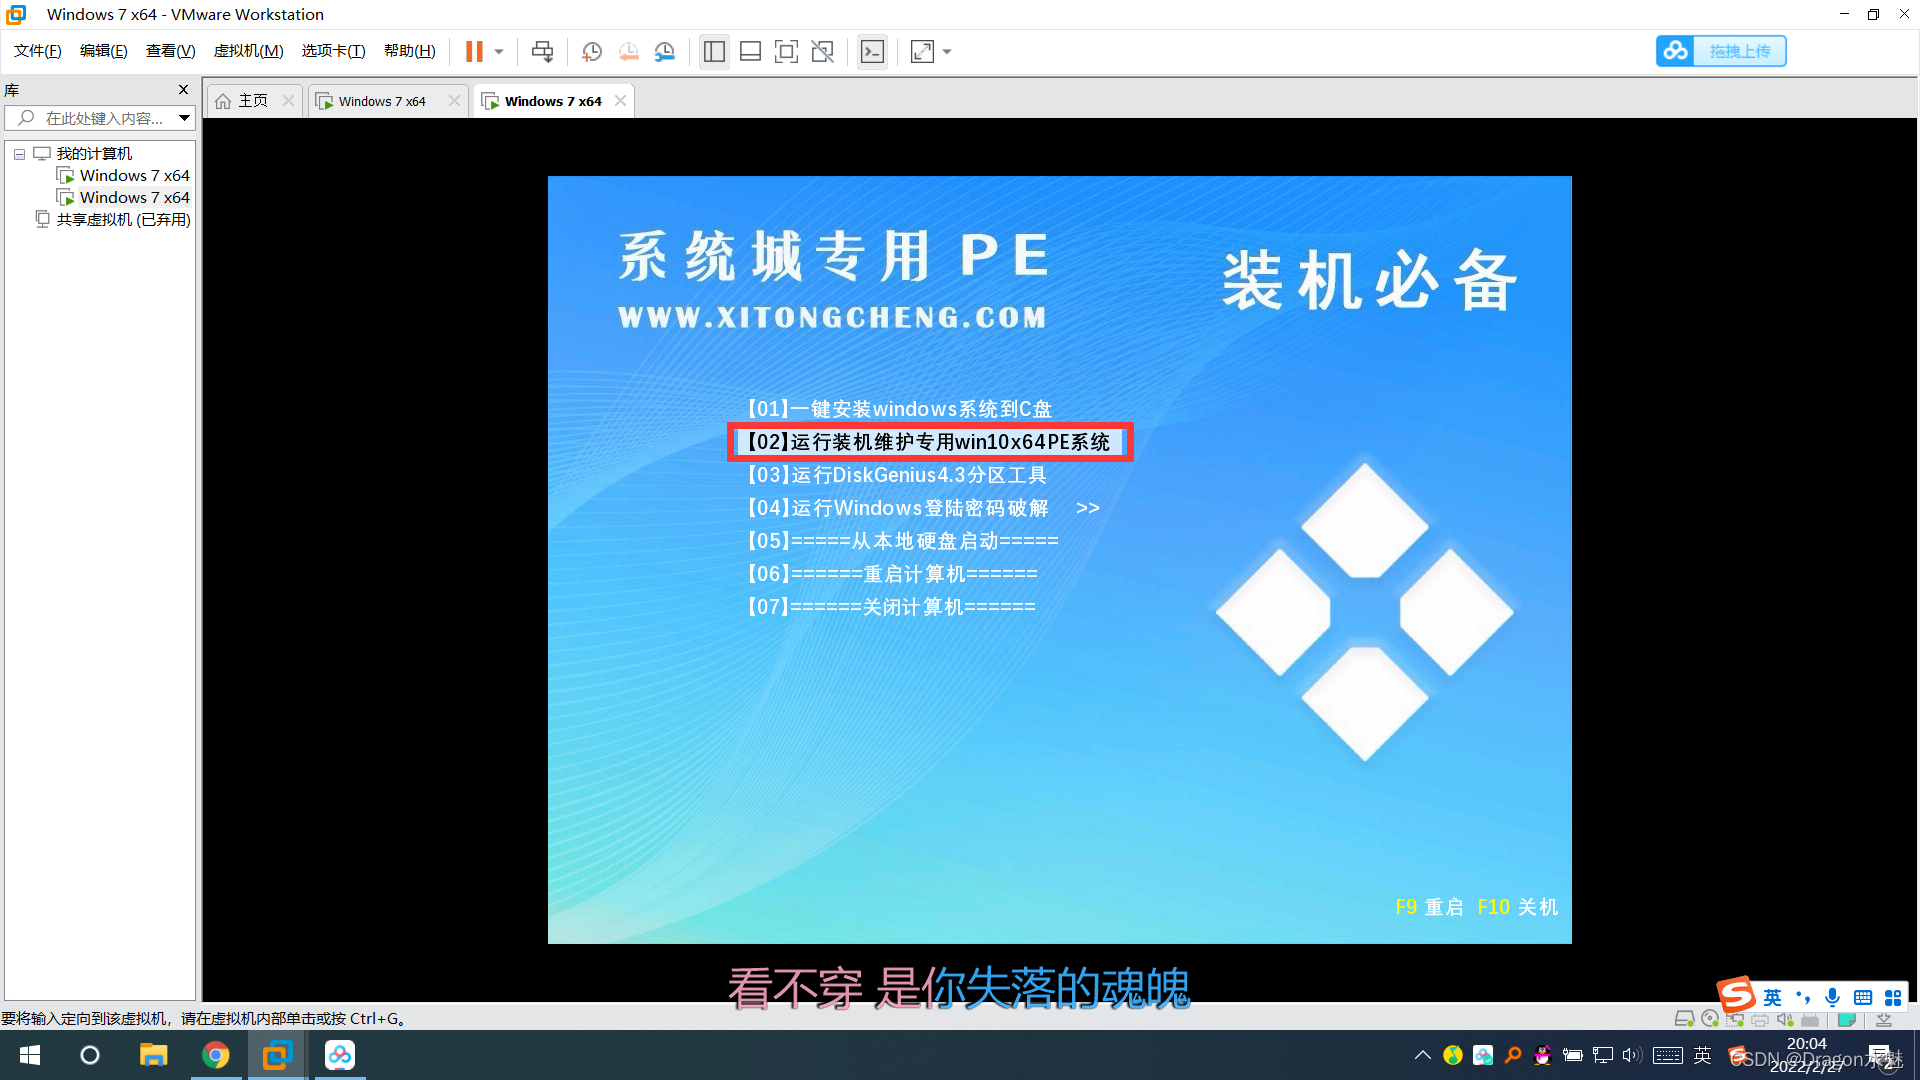 Windows 7 x64 - VMware Workstation
文件(F) 编辑(E) 查看(V) 虚拟机(M) 选项卡(T) 帮助(H)
拖拽上传
库
主页
Windows 7 x64
Windows 7 x64
在此处键入内容...
我的计算机
Windows 7 x64
Windows 7 x64
共享虚拟机 (已弃用)
系统城专用 PE
WWW.XITONGCHENG.COM
装机必备
【01】一键安装windows系统到C盘
【02】运行装机维护专用win10x64PE系统
【03】运行DiskGenius4.3分区工具
【04】运行Windows登陆密码破解 >>
【05】=====从本地硬盘启动=====
【06】======重启计算机======
【07】======关闭计算机======
F9 重启 F10 关机
看不穿 是你失落的魂魄
英
要将输入定向到该虚拟机，请在虚拟机内部单击或按 Ctrl+G。
英
20:04
2022/2/27
CSDN @Dragon水魅